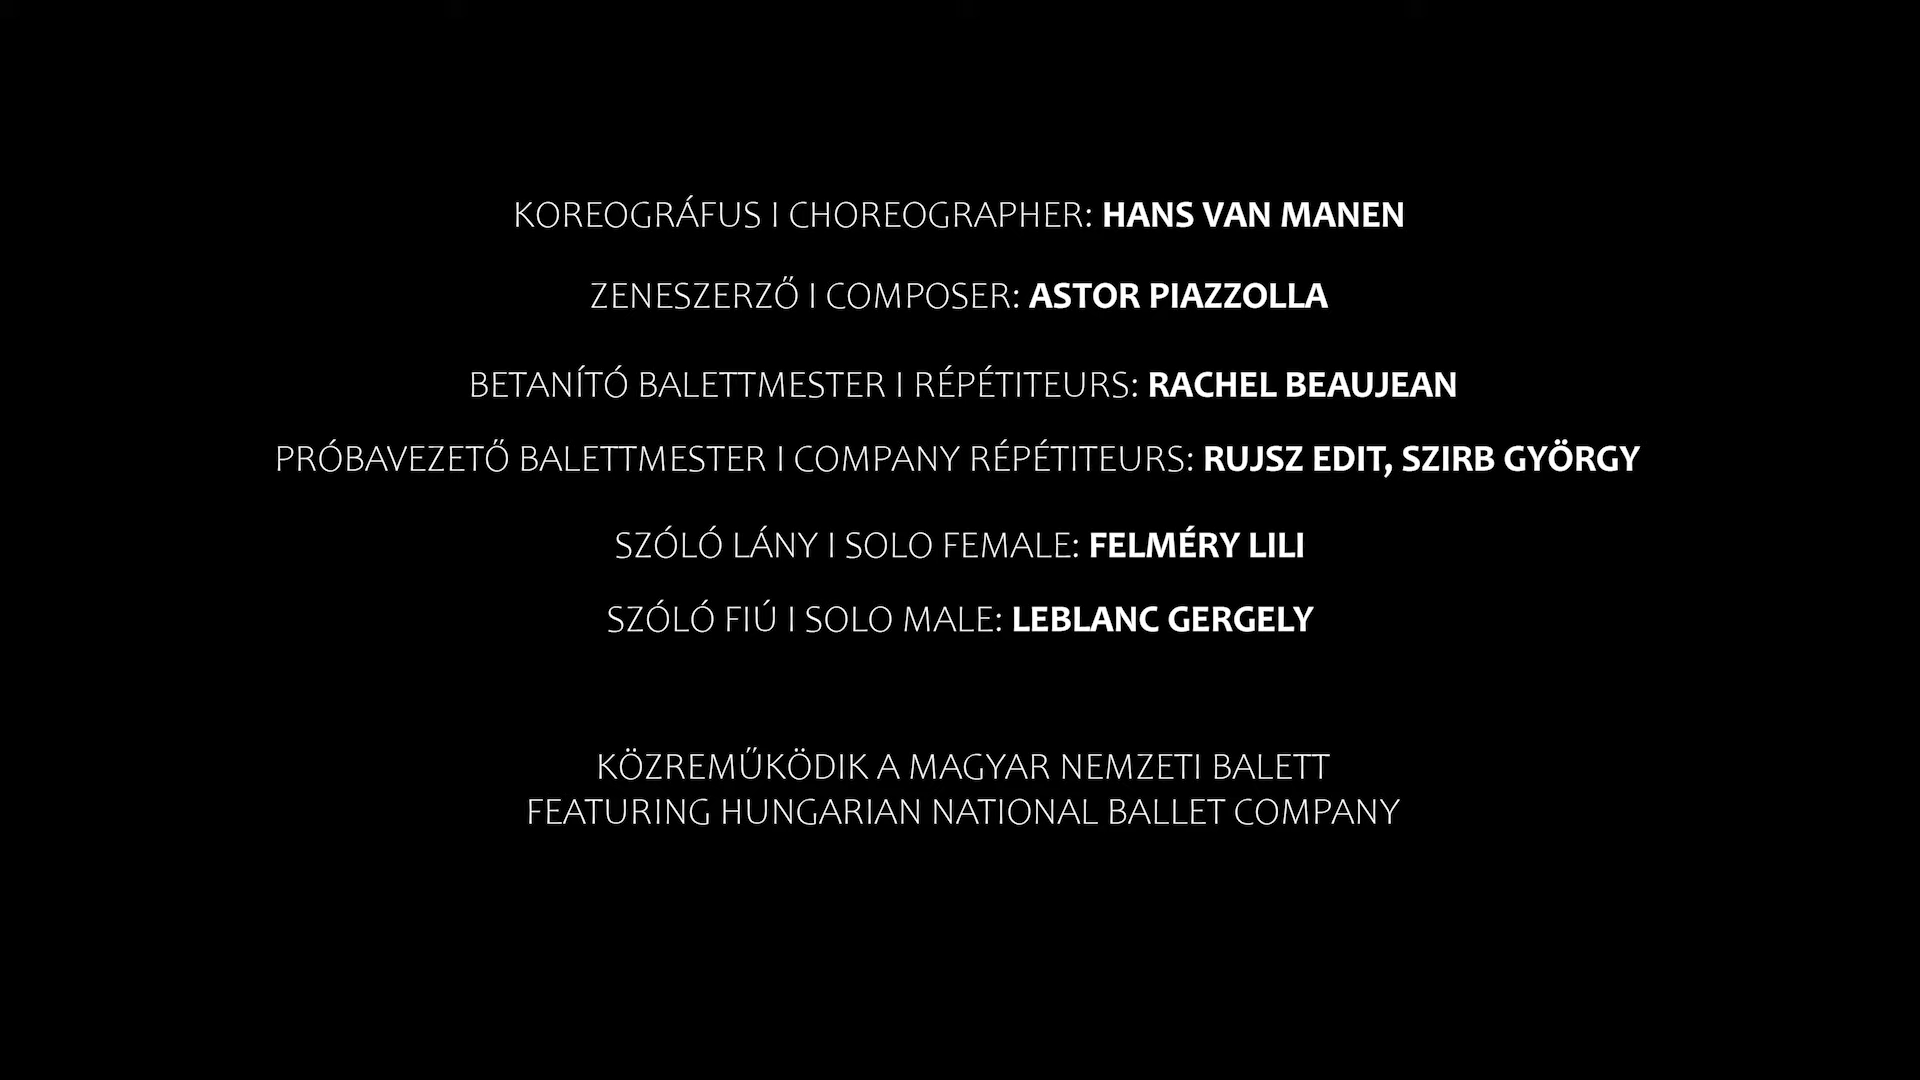 KOREOGRÁFUS I CHOREOGRAPHER: HANS VAN MANEN
ZENESZERZŐ I COMPOSER: ASTOR PIAZZOLLA
BETANÍTÓ BALETTMESTER I RÉPÉTITEURS: RACHEL BEAUJEAN
PRÓBAVEZETŐ BALETTMESTER I COMPANY RÉPÉTITEURS: RUJSZ EDIT, SZIRB GYÖRGY
SZÓLÓ LÁNY I SOLO FEMALE: FELMÉRY LILI
SZÓLÓ FIÚ I SOLO MALE: LEBLANC GERGELY
KÖZREMŰKÖDIK A MAGYAR NEMZETI BALETT
FEATURING HUNGARIAN NATIONAL BALLET COMPANY